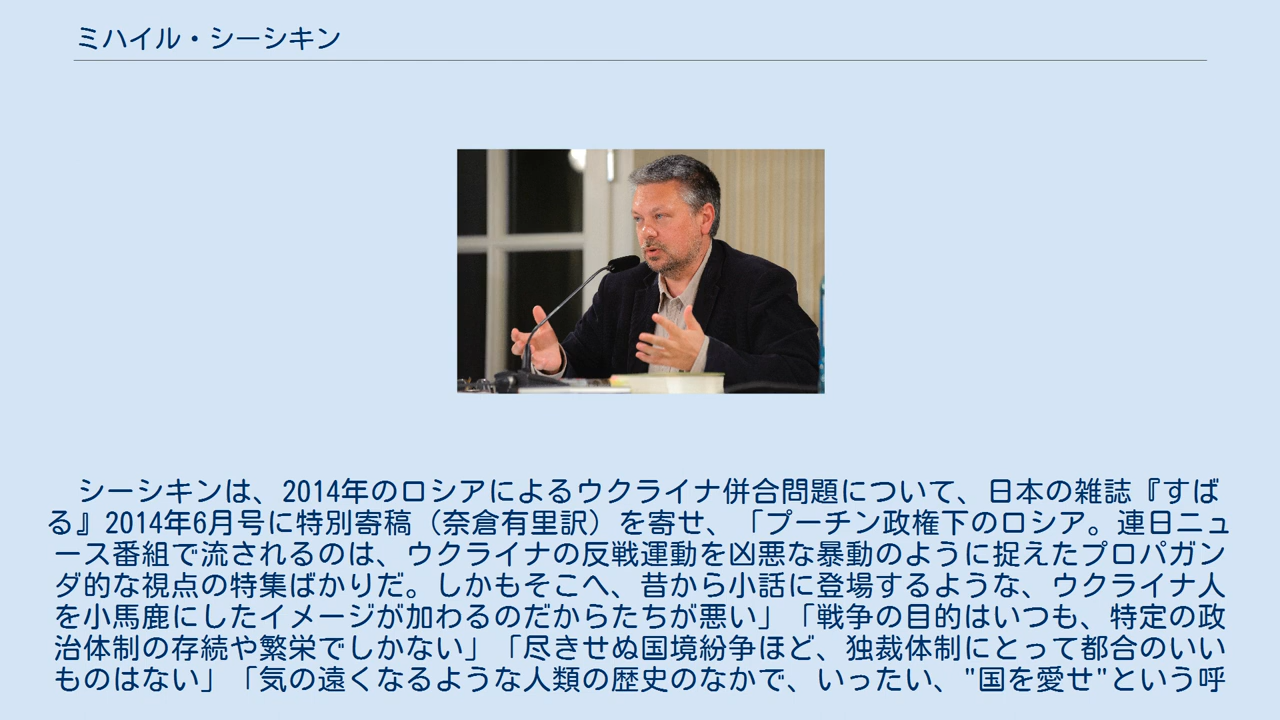 ミハイル・シーシキン
シーシキンは、2014年のロシアによるウクライナ併合問題について、日本の雑誌『すば
る』2014年6月号に特別寄稿（奈倉有里訳）を寄せ、「プーチン政権下のロシア。連日ニュ
ース番組で流されるのは、ウクライナの反戦運動を凶悪な暴動のように捉えたプロパガン
ダ的な視点の特集ばかりだ。しかもそこへ、昔から小話に登場するような、ウクライナ人
を小馬鹿にしたイメージが加わるのだからたちが悪い」「戦争の目的はいつも、特定の政
治体制の存続や繁栄でしかない」「尽きせぬ国境紛争ほど、独裁体制にとって都合のいい
ものはない」「気の遠くなるような人類の歴史のなかで、いったい、"国を愛せ"という呼